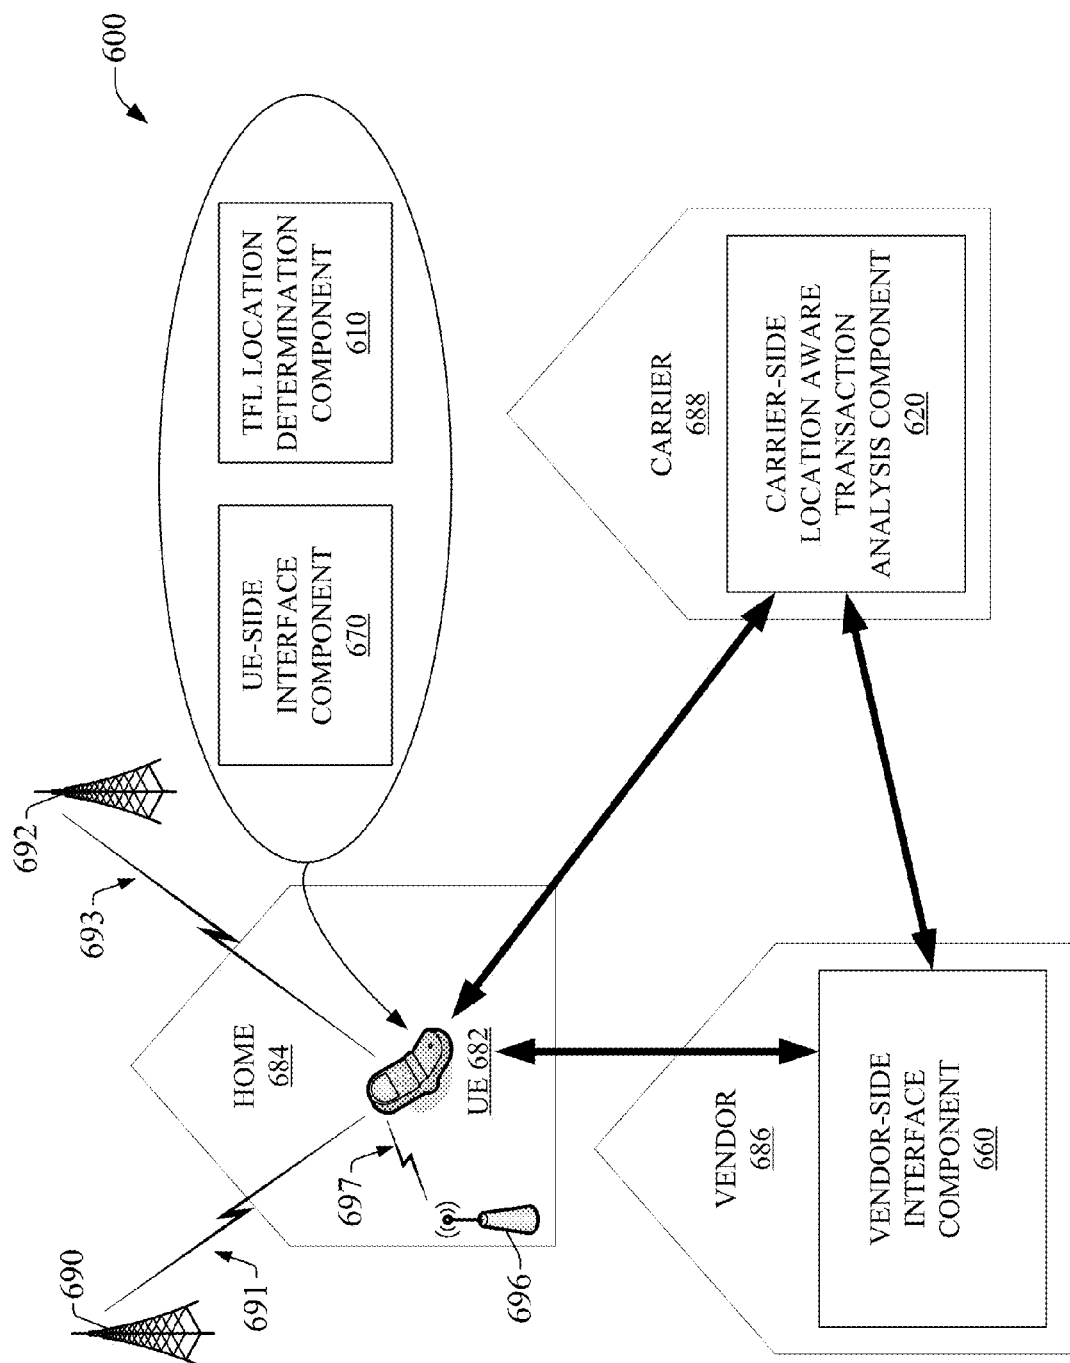 600
690
691
692
693
HOME
684
697
696
UE 682
UE-SIDE
INTERFACE
COMPONENT
670
TFL LOCATION
DETERMINATION
COMPONENT
610
VENDOR
686
VENDOR-SIDE
INTERFACE
COMPONENT
660
CARRIER
688
CARRIER-SIDE
LOCATION AWARE
TRANSACTION
ANALYSIS COMPONENT
620